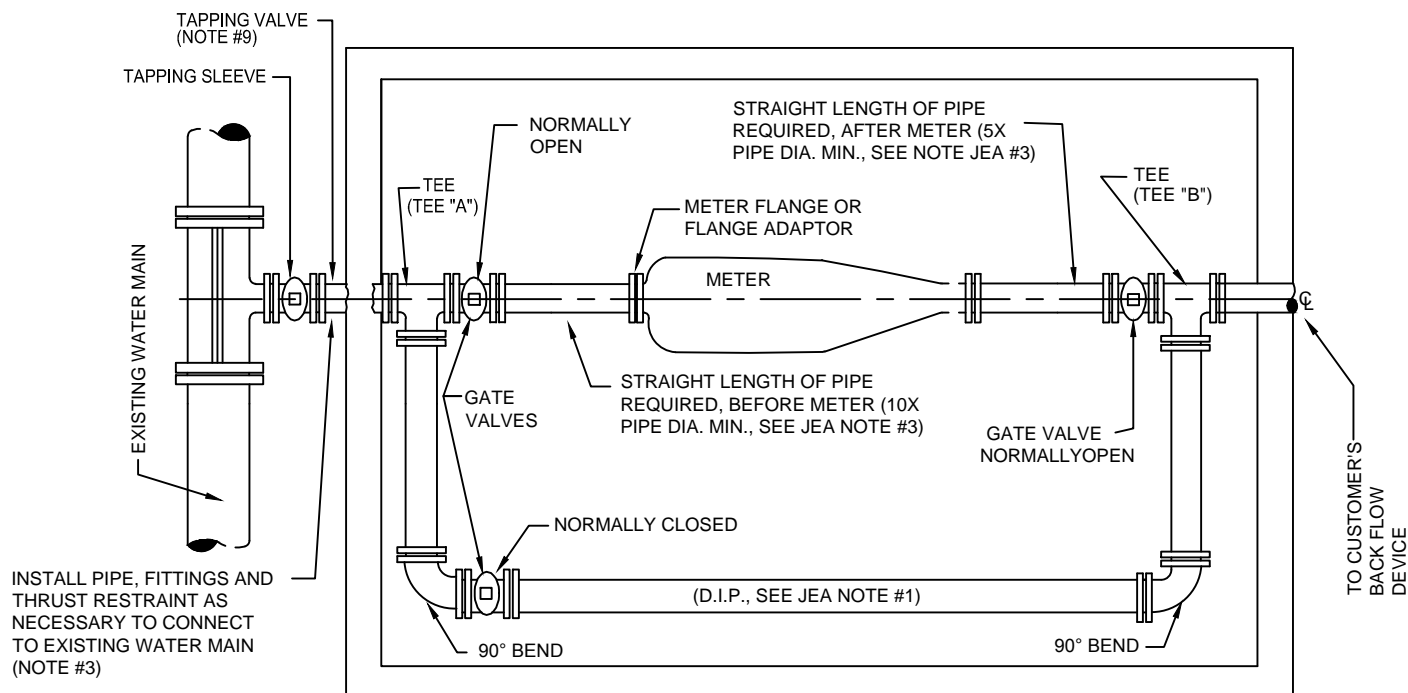 TAPPING VALVE
(NOTE #9)
TAPPING SLEEVE
NORMALLY
OPEN
STRAIGHT LENGTH OF PIPE
REQUIRED, AFTER METER (5X
PIPE DIA. MIN., SEE NOTE JEA #3)
TEE
(TEE "A")
TEE
(TEE "B")
METER FLANGE OR
FLANGE ADAPTOR
METER
℄
EXISTING WATER MAIN
GATE
VALVES
STRAIGHT LENGTH OF PIPE
REQUIRED, BEFORE METER (10X
PIPE DIA. MIN., SEE JEA NOTE #3)
GATE VALVE
NORMALLYOPEN
TO CUSTOMER'S
BACK FLOW
DEVICE
NORMALLY CLOSED
INSTALL PIPE, FITTINGS AND
THRUST RESTRAINT AS
NECESSARY TO CONNECT
TO EXISTING WATER MAIN
(NOTE #3)
(D.I.P., SEE JEA NOTE #1)
90° BEND
90° BEND